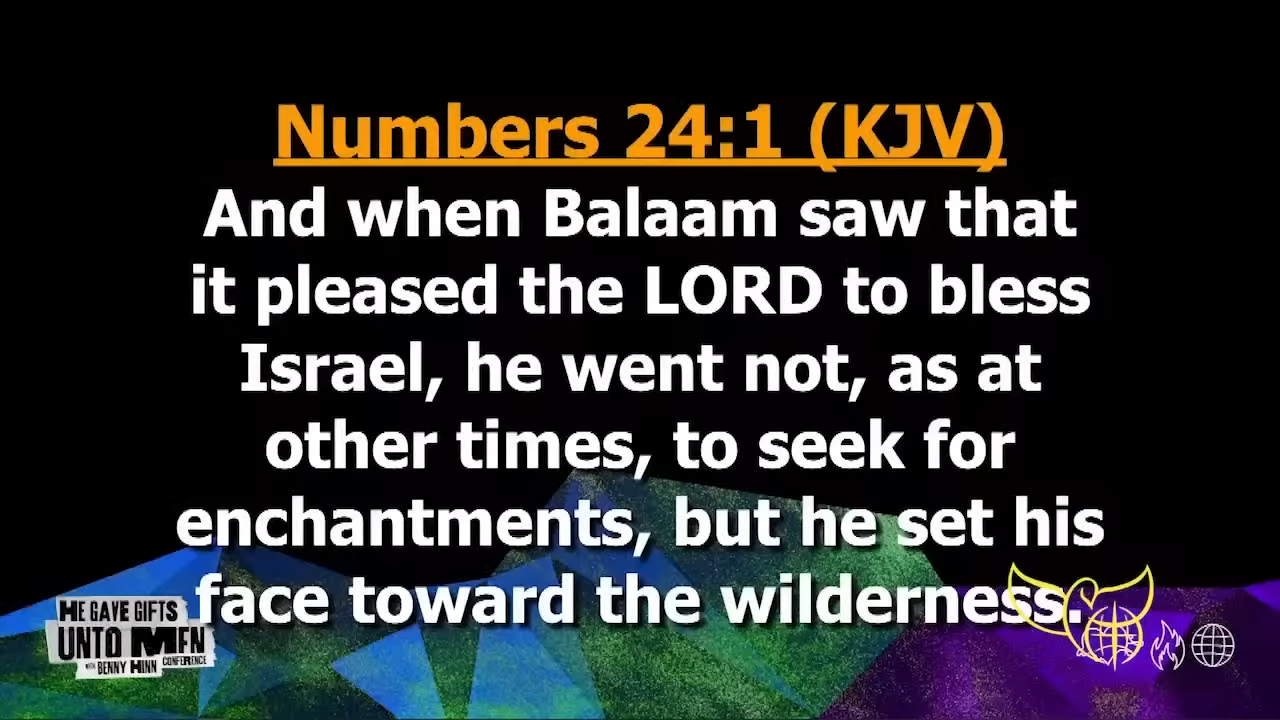 Numbers 24:1 (KJV)
And when Balaam saw that
it pleased the LORD to bless
Israel, he went not, as at
other times, to seek for
enchantments, but he set his
face toward the wilderness.
HE GAVE GIFTS
UNTO MEN
WITH BENNY HINN CONFERENCE